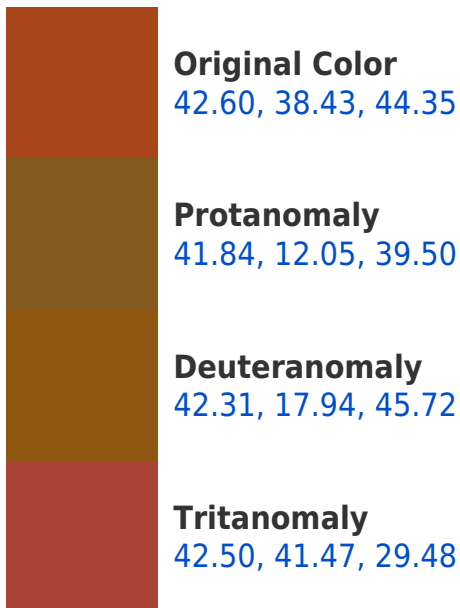 Original Color
42.60, 38.43, 44.35
Protanomaly
41.84, 12.05, 39.50
Deuteranomaly
42.31, 17.94, 45.72
Tritanomaly
42.50, 41.47, 29.48